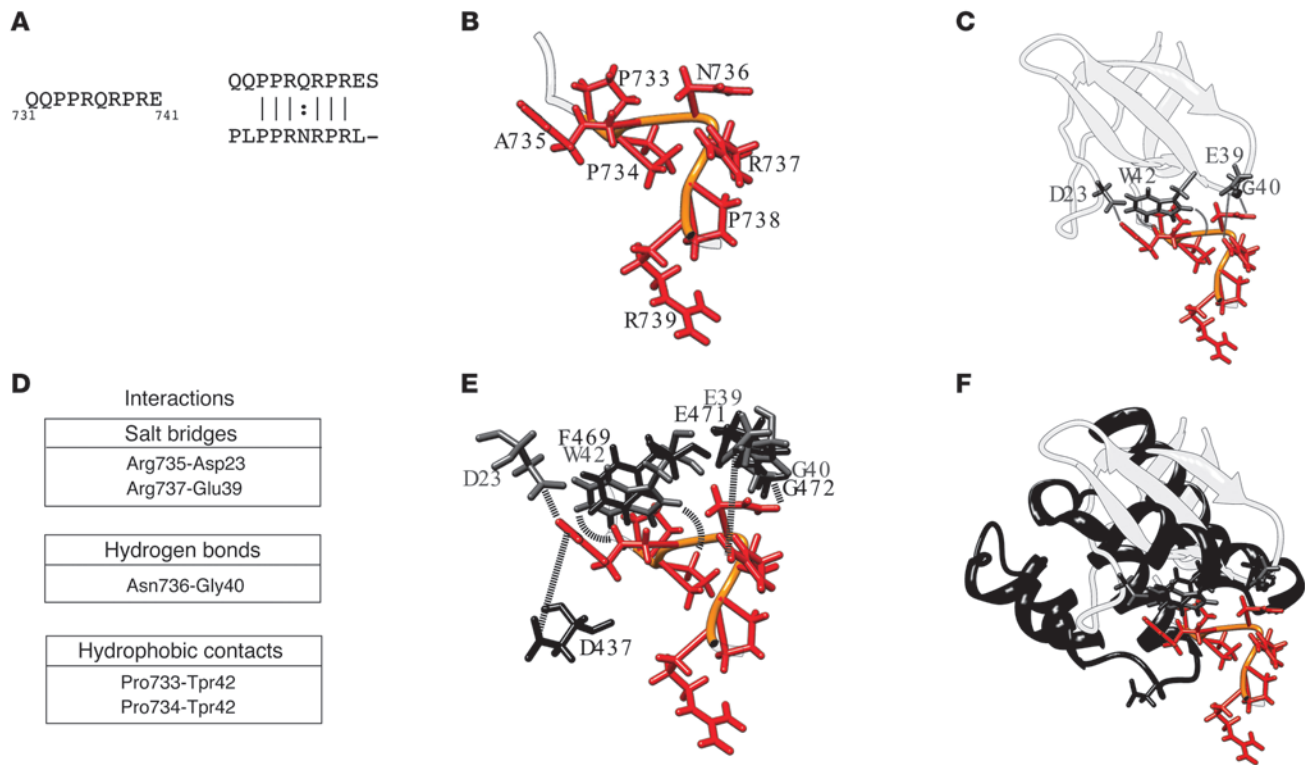 A
QQPPRQRPRE
731 741
QQPPRQRPRES
|||:|||
PLPPRNRPRL–
B
P733
N736
A735
P734
R737
P738
R739
C
E39
W42
D23
G40
D
Interactions
Salt bridges
Arg735-Asp23
Arg737-Glu39
Hydrogen bonds
Asn736-Gly40
Hydrophobic contacts
Pro733-Tpr42
Pro734-Tpr42
E
E39
F469
E471
W42
D23
G40
G472
D437
F